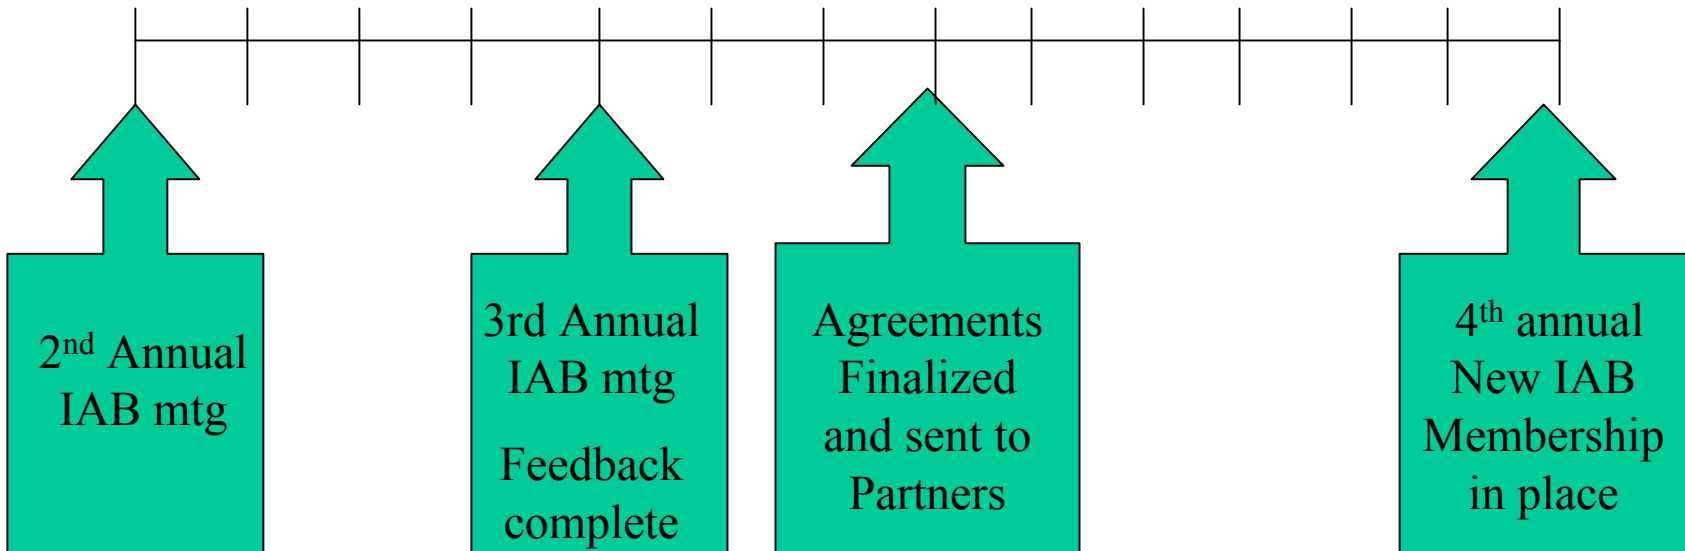 2nd Annual
IAB mtg
3rd Annual
IAB mtg
Feedback
complete
Agreements
Finalized
and sent to
Partners
4th annual
New IAB
Membership
in place